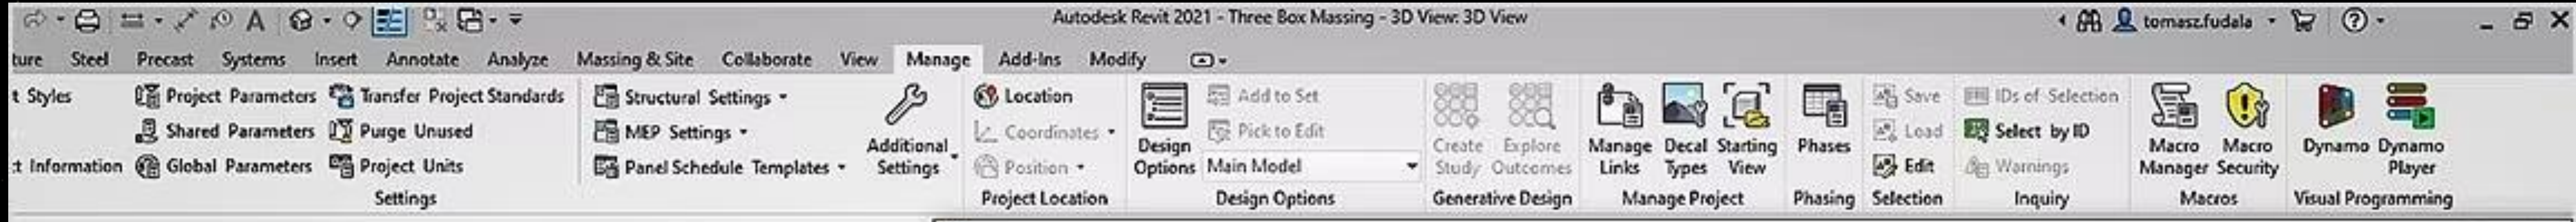 Autodesk Revit 2021 - Three Box Massing - 3D View: 3D View
tomasz.fudala
ture Steel Precast Systems Insert Annotate Analyze Massing & Site Collaborate View Manage Add-Ins Modify
t Styles Project Parameters Transfer Project Standards Structural Settings Location Add to Set Save IDs of Selection
Shared Parameters Purge Unused MEP Settings Coordinates Pick to Edit Load Select by ID
t Information Global Parameters Project Units Panel Schedule Templates Position Main Model Edit Warnings
Additional Design Create Explore Manage Decal Starting Phases Macro Macro Dynamo Dynamo
Settings Options Study Outcomes Links Types View Manager Security Player
Settings Project Location Design Options Generative Design Manage Project Phasing Selection Inquiry Macros Visual Programming